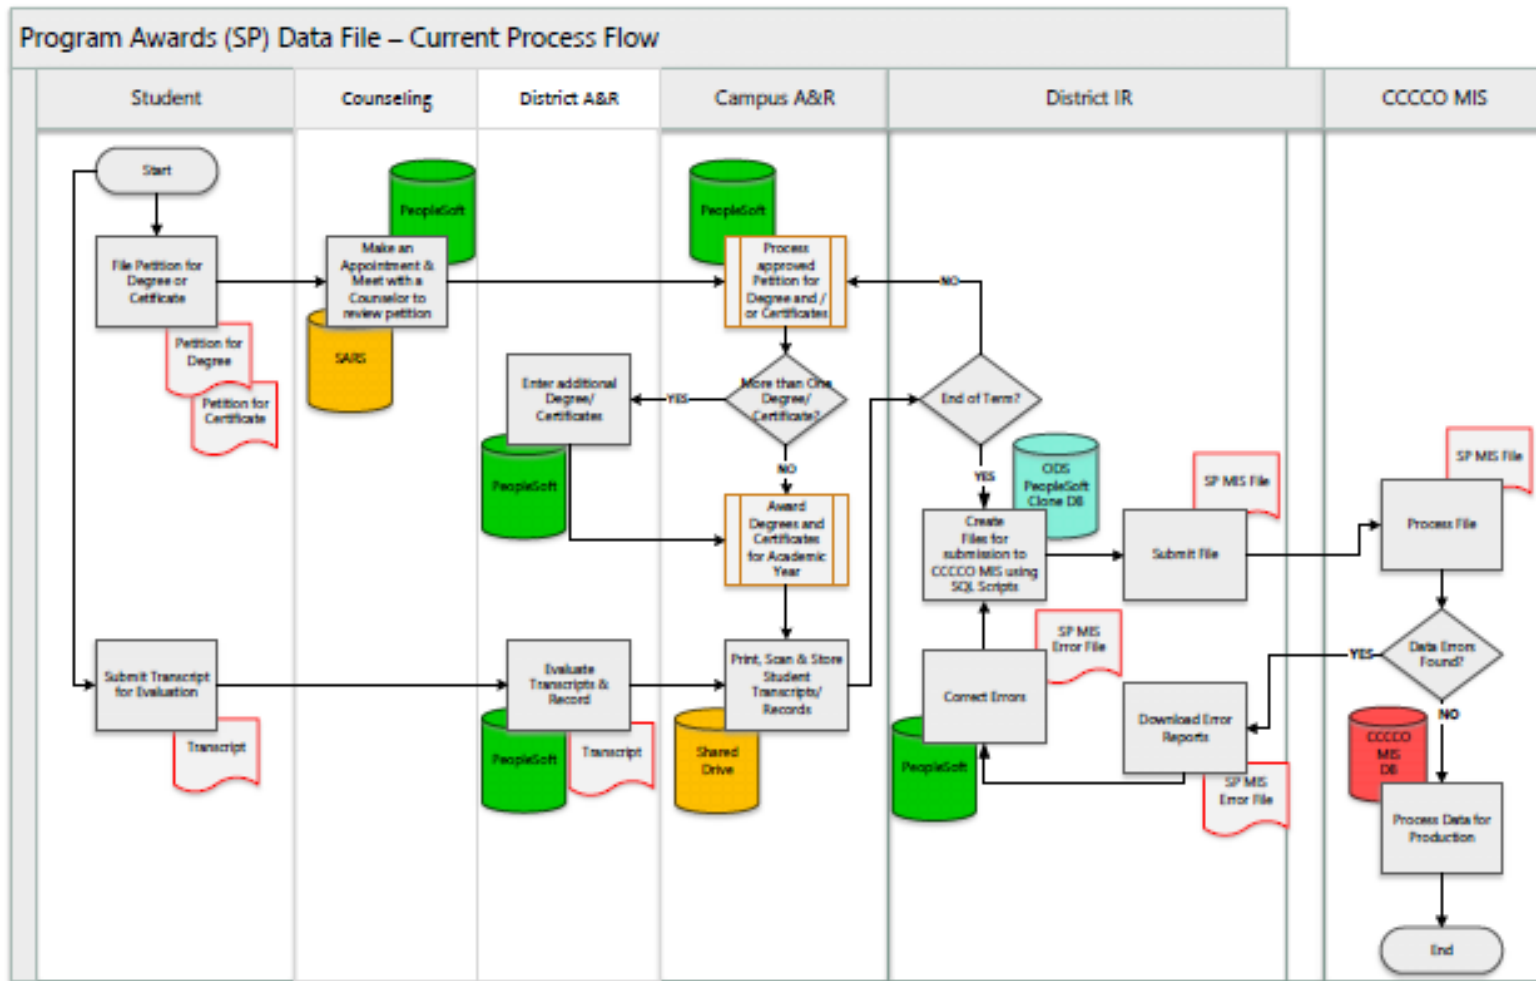 Program Awards (SP) Data File – Current Process Flow
Student
Counseling
District A&R
Campus A&R
District IR
CCCCO MIS
Start
PeopleSoft
PeopleSoft
File Petition for
Degree or
Cetificate
Make an
Appointment &
Meet with a
Counselor to
review petition
Process
approved
Petition for
Degree and /
or Certificates
NO
Petition for
Degree
Petition for
Certificate
SARS
Enter additional
Degree/
Certificates
YES
More than One
Degree/
Certificate?
End of Term?
PeopleSoft
NO
YES
ODS
PeopleSoft
Clone DB
SP MIS File
SP MIS File
Award
Degrees and
Certificates
for Academic
Year
Create
Files for
submission to
CCCCO MIS using
SQL Scripts
Submit File
Process File
Submit Transcript
for Evaluation
Transcript
Evaluate
Transcripts &
Record
PeopleSoft
Transcript
Print, Scan & Store
Student
Transcripts/
Records
Shared
Drive
SP MIS
Error File
Correct Errors
PeopleSoft
Download Error
Reports
SP MIS
Error File
YES
Data Errors
Found?
NO
CCCCO
MIS
DB
Process Data for
Production
End